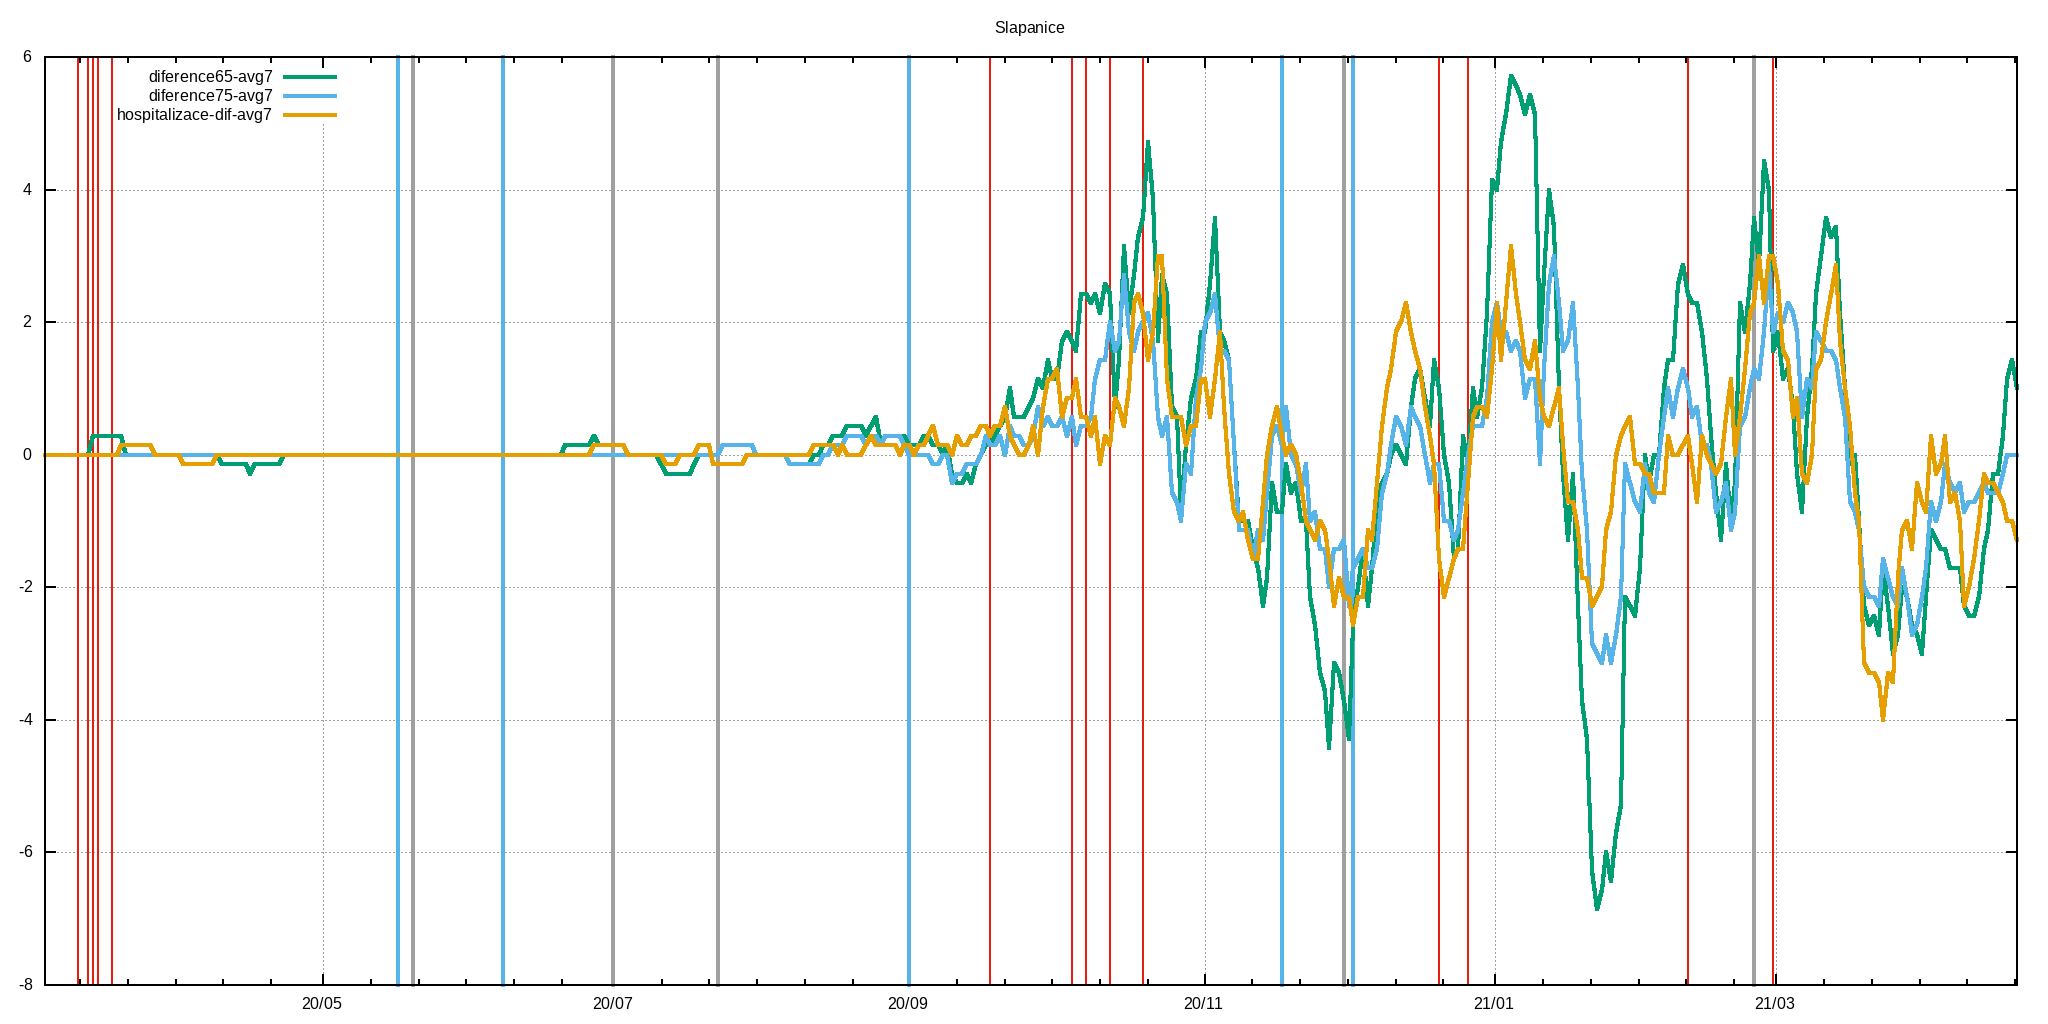 Slapanice
6
diference65-avg7
diference75-avg7
hospitalizace-dif-avg7
4
2
0
-2
-4
-6
-8
20/05 20/07 20/09 20/11 21/01 21/03